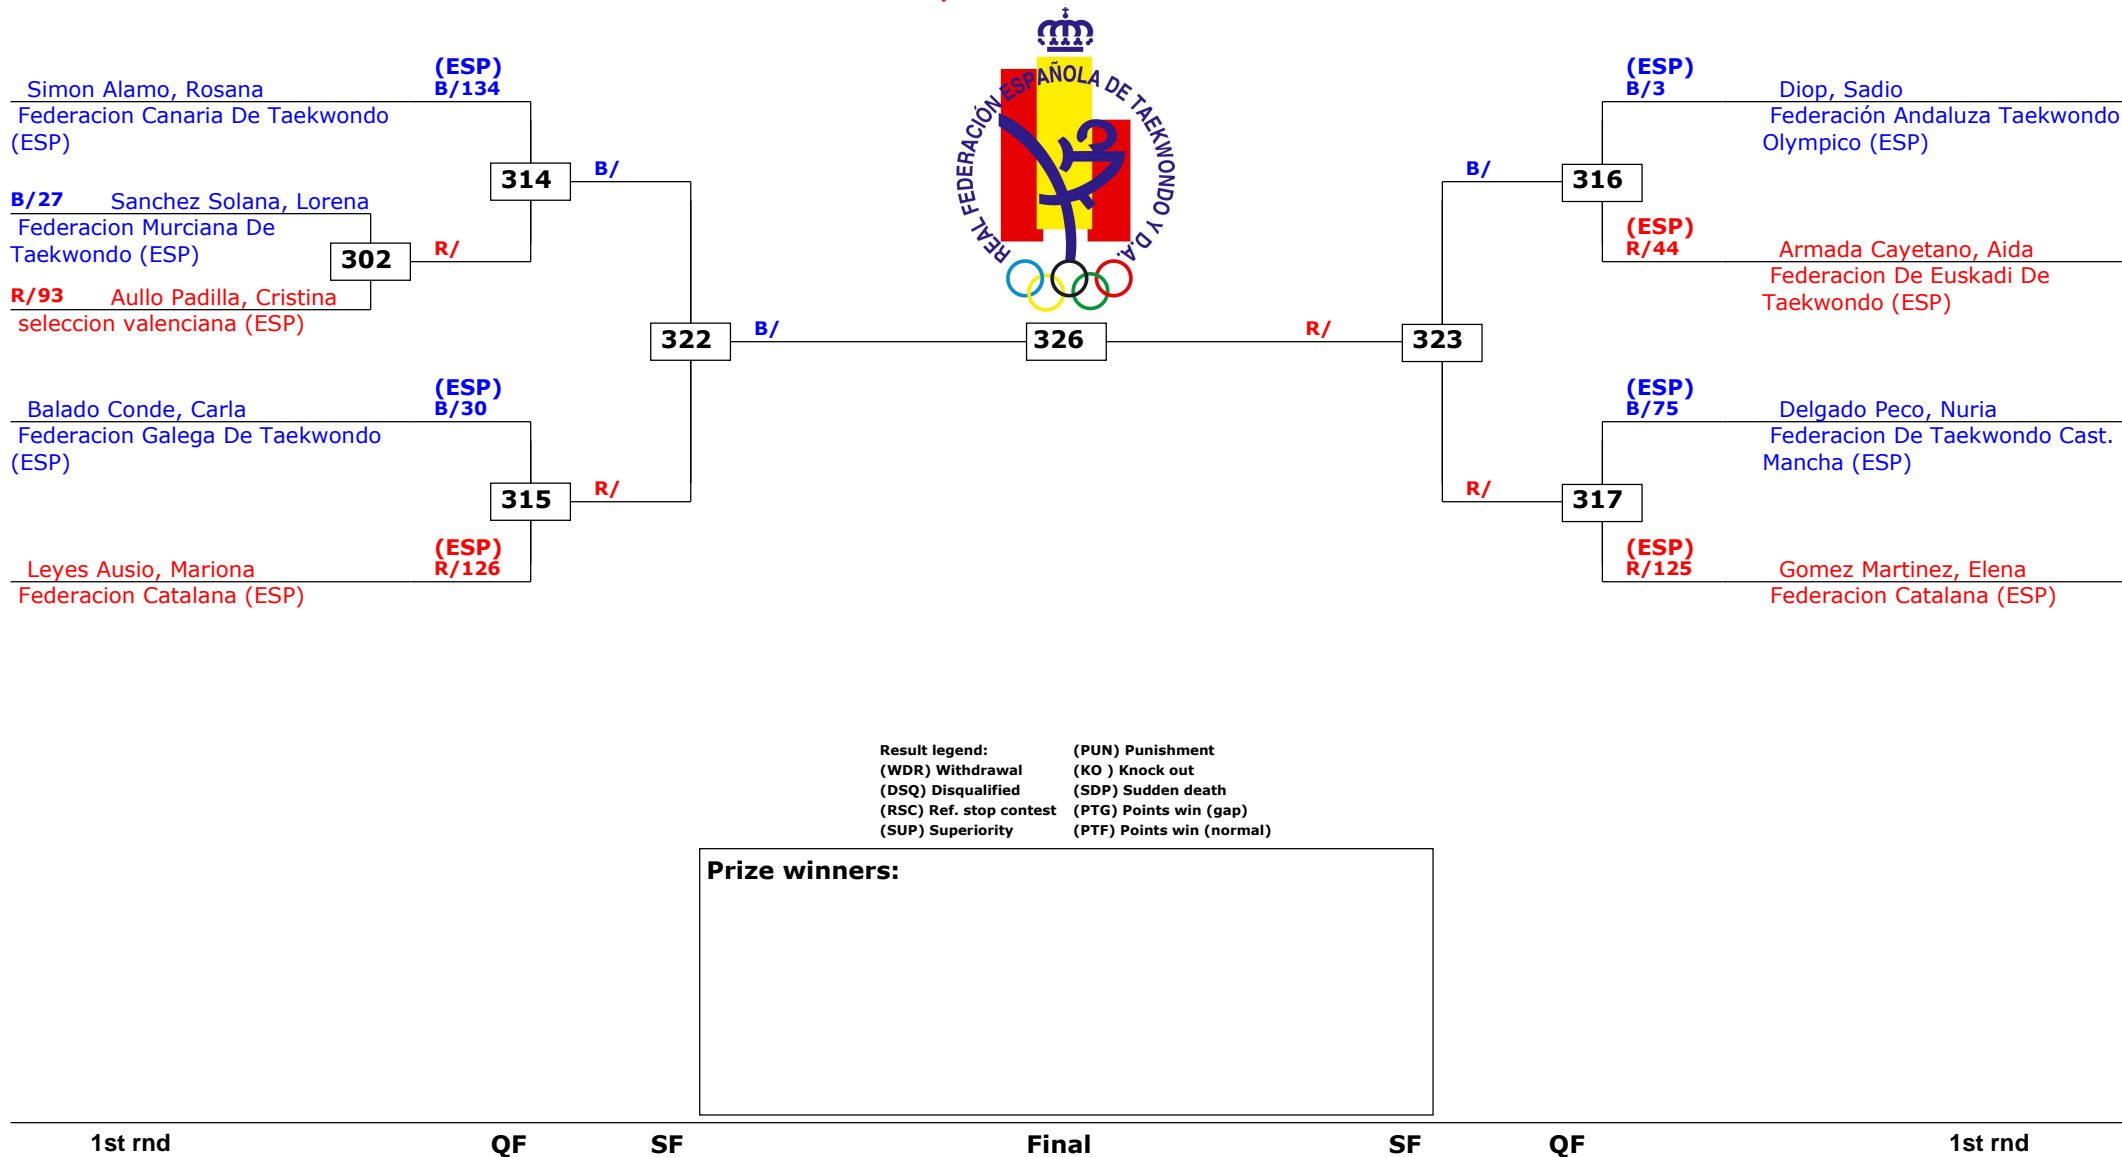 REAL FEDERACIÓN ESPAÑOLA DE TAEKWONDO Y D.A.
(ESP)
Simon Alamo, Rosana B/134
Federacion Canaria De Taekwondo
(ESP)
314
B/
B/27 Sanchez Solana, Lorena
Federacion Murciana De
Taekwondo (ESP)
302
R/
R/93 Aullo Padilla, Cristina
seleccion valenciana (ESP)
322
B/
(ESP)
Balado Conde, Carla B/30
Federacion Galega De Taekwondo
(ESP)
315
R/
(ESP)
Leyes Ausio, Mariona R/126
Federacion Catalana (ESP)
326
(ESP)
B/3 Diop, Sadio
Federación Andaluza Taekwondo
Olympico (ESP)
B/
316
(ESP)
R/44 Armada Cayetano, Aida
Federacion De Euskadi De
Taekwondo (ESP)
R/
323
(ESP)
B/75 Delgado Peco, Nuria
Federacion De Taekwondo Cast.
Mancha (ESP)
R/
317
(ESP)
R/125 Gomez Martinez, Elena
Federacion Catalana (ESP)
Result legend: (PUN) Punishment
(WDR) Withdrawal (KO ) Knock out
(DSQ) Disqualified (SDP) Sudden death
(RSC) Ref. stop contest (PTG) Points win (gap)
(SUP) Superiority (PTF) Points win (normal)
Prize winners:
1st rnd QF SF Final SF QF 1st rnd